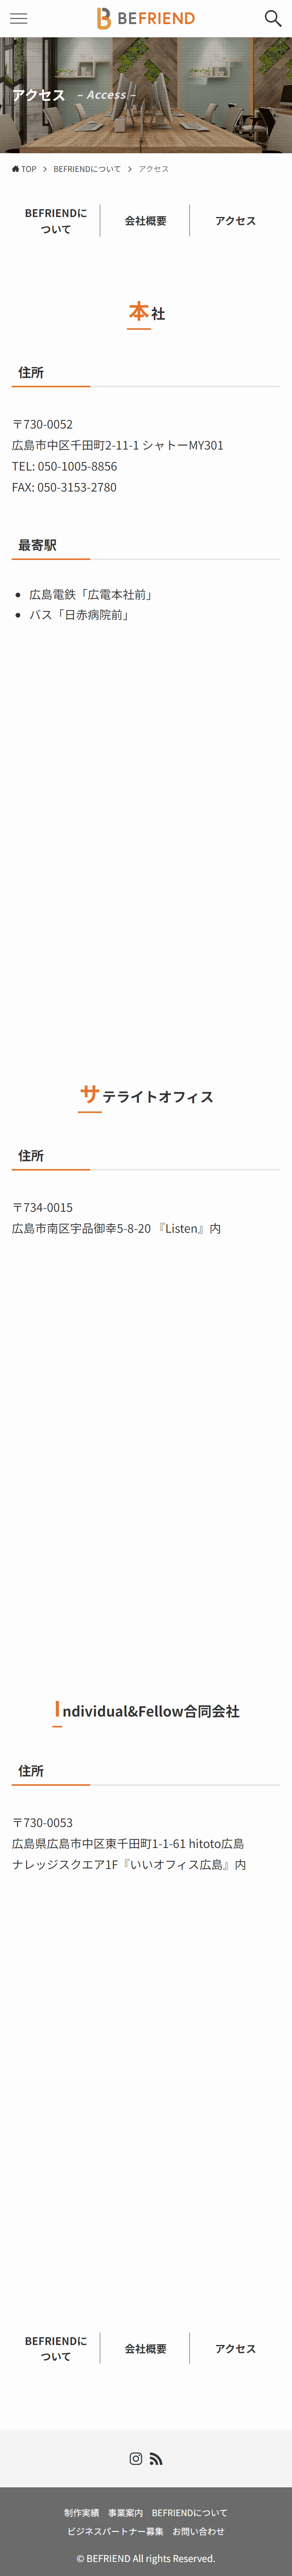 BEFRIEND
アクセス – Access –
TOP > BEFRIENDについて > アクセス
BEFRIENDに
ついて
会社概要
アクセス
本社
住所
〒730-0052
広島市中区千田町2-11-1 シャトーMY301
TEL: 050-1005-8856
FAX: 050-3153-2780
最寄駅
• 広島電鉄「広電本社前」
• バス「日赤病院前」
サテライトオフィス
住所
〒734-0015
広島市南区宇品御幸5-8-20 『Listen』内
Individual&Fellow合同会社
住所
〒730-0053
広島県広島市中区東千田町1-1-61 hitoto広島
ナレッジスクエア1F『いいオフィス広島』内
BEFRIENDに
ついて
会社概要
アクセス
制作実績 事業案内 BEFRIENDについて
ビジネスパートナー募集 お問い合わせ
© BEFRIEND All rights Reserved.